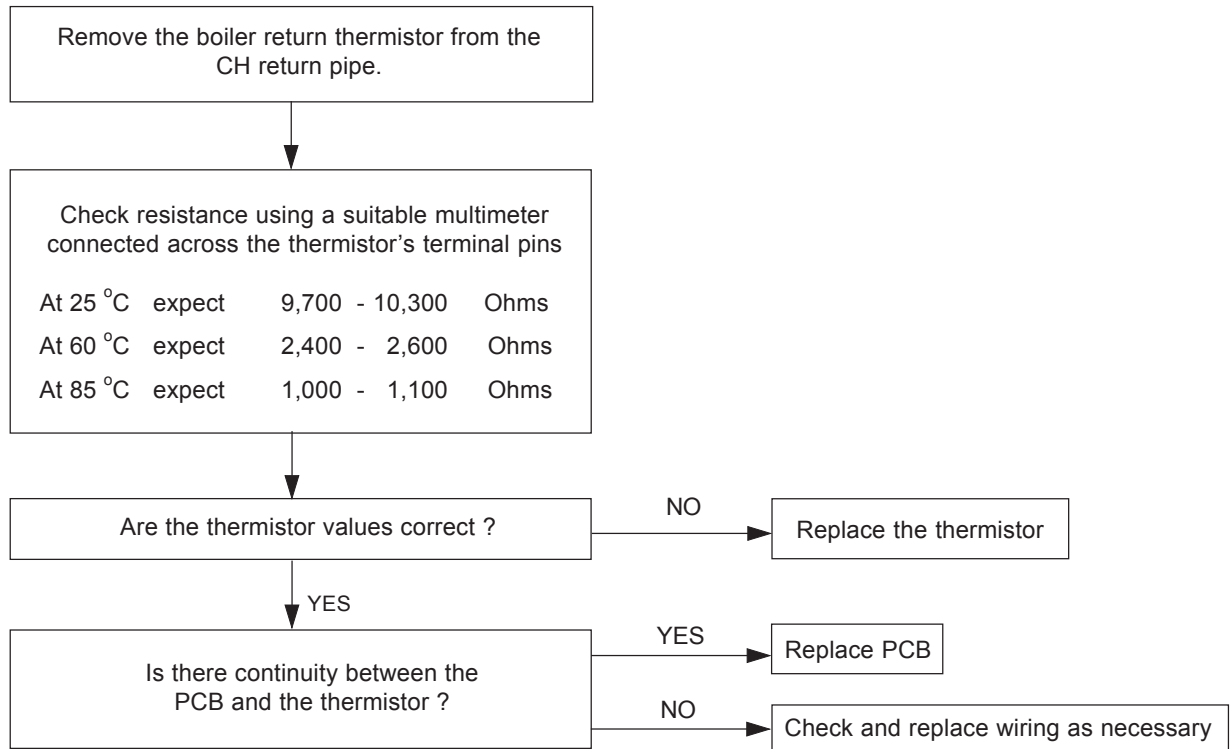 Remove the boiler return thermistor from the
CH return pipe.
Check resistance using a suitable multimeter
connected across the thermistor's terminal pins
At 25 °C expect 9,700 - 10,300 Ohms
At 60 °C expect 2,400 - 2,600 Ohms
At 85 °C expect 1,000 - 1,100 Ohms
Are the thermistor values correct ?
NO
Replace the thermistor
YES
Is there continuity between the
PCB and the thermistor ?
YES
Replace PCB
NO
Check and replace wiring as necessary